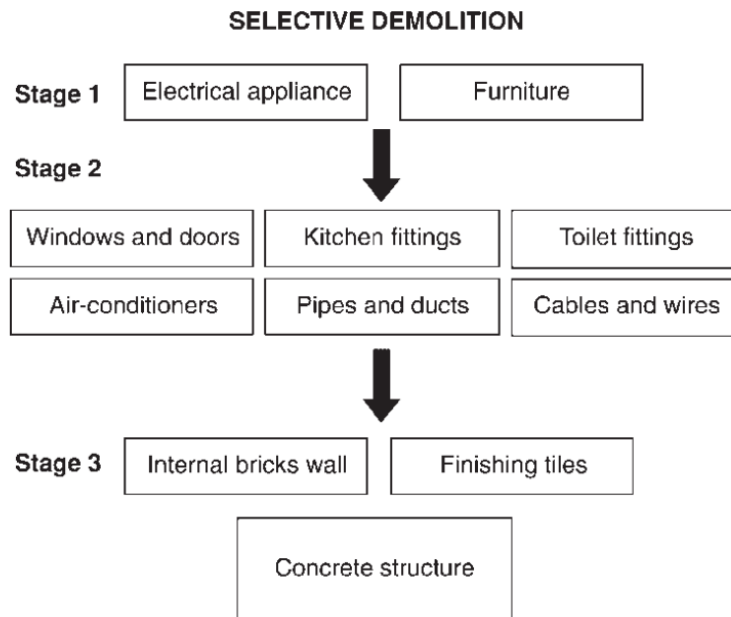 SELECTIVE DEMOLITION
Stage 1
Electrical appliance
Furniture
Stage 2
Windows and doors
Kitchen fittings
Toilet fittings
Air-conditioners
Pipes and ducts
Cables and wires
Stage 3
Internal bricks wall
Finishing tiles
Concrete structure